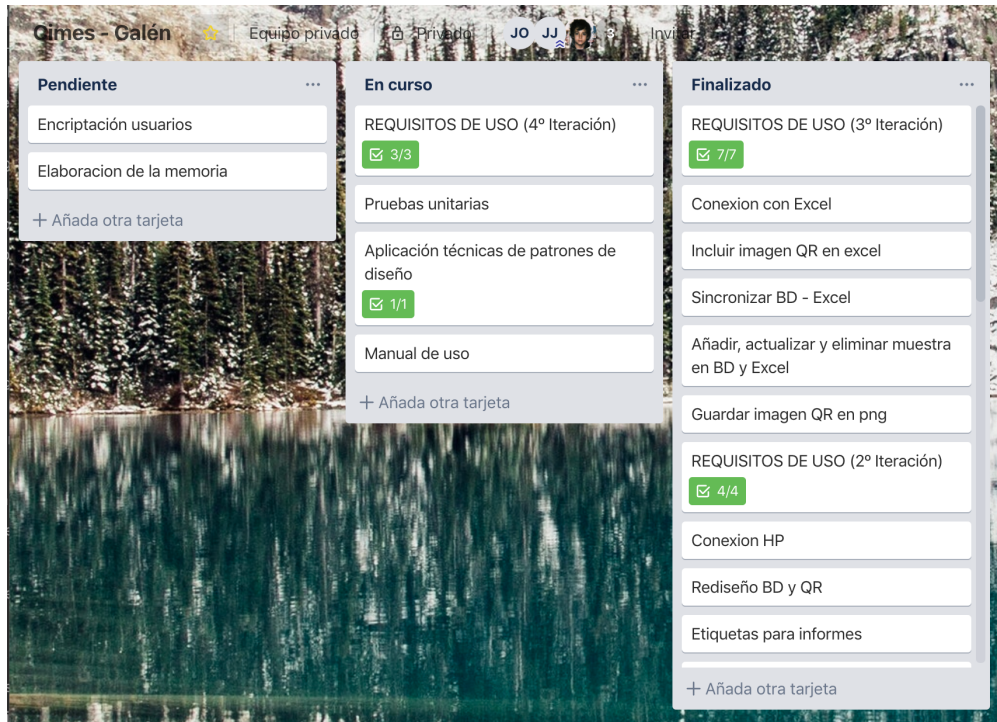 Cimes - Galén Equipo privado Privado JO JJ 3 Invitar
Pendiente
Encriptación usuarios
Elaboracion de la memoria
+ Añada otra tarjeta
En curso
REQUISITOS DE USO (4º Iteración)
3/3
Pruebas unitarias
Aplicación técnicas de patrones de
diseño
1/1
Manual de uso
+ Añada otra tarjeta
Finalizado
REQUISITOS DE USO (3º Iteración)
7/7
Conexion con Excel
Incluir imagen QR en excel
Sincronizar BD - Excel
Añadir, actualizar y eliminar muestra
en BD y Excel
Guardar imagen QR en png
REQUISITOS DE USO (2º Iteración)
4/4
Conexion HP
Rediseño BD y QR
Etiquetas para informes
+ Añada otra tarjeta